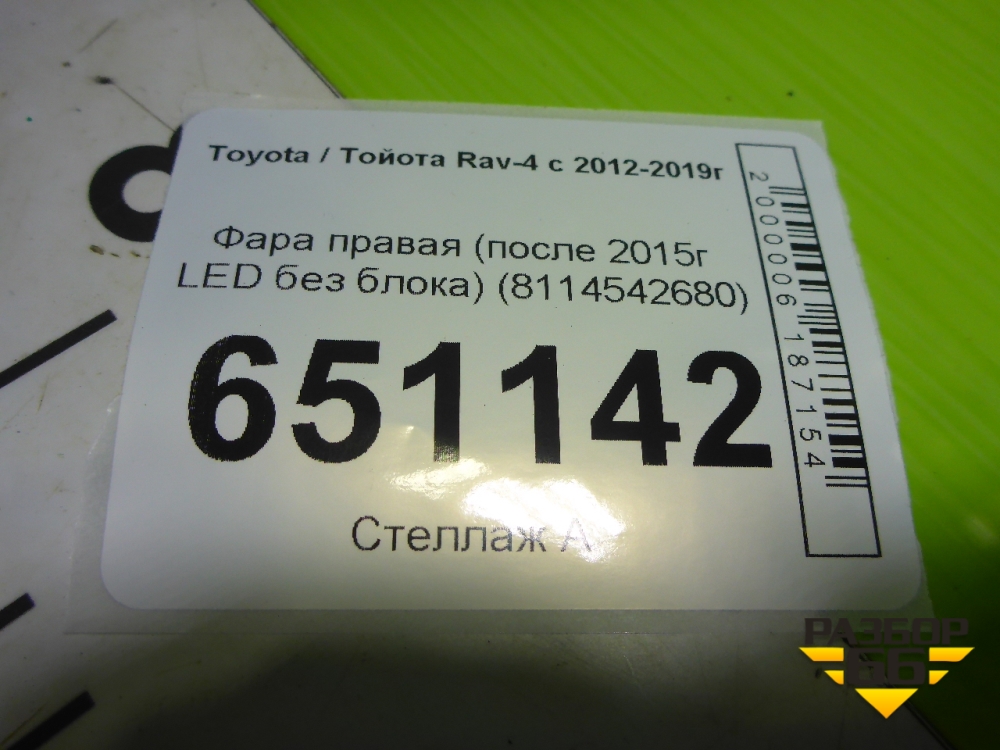 Toyota / Тойота Rav-4 с 2012-2019г
Фара правая (после 2015г
LED без блока) (8114542680)
651142
Стеллаж А
2000006187154
РАЗБОР
66